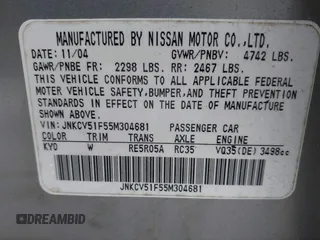 MANUFACTURED BY NISSAN MOTOR CO.,LTD.
DATE: 11/04 GVWR/PNBV: 4742 LBS.
GAWR/PNBE FR: 2298 LBS. RR: 2467 LBS.
THIS VEHICLE CONFORMS TO ALL APPLICABLE FEDERAL
MOTOR VEHICLE SAFETY,BUMPER,AND THEFT PREVENTION
STANDARDS IN EFFECT ON THE DATE OF MANUFACTURE
SHOWN ABOVE.
VIN: JNKCV51F55M304681 PASSENGER CAR
COLOR TRIM TRANS AXLE ENGINE
KY0 W RE5R05A RC35 VQ35(DE) 3498cc
JNKCV51F55M304681
DREAMBID